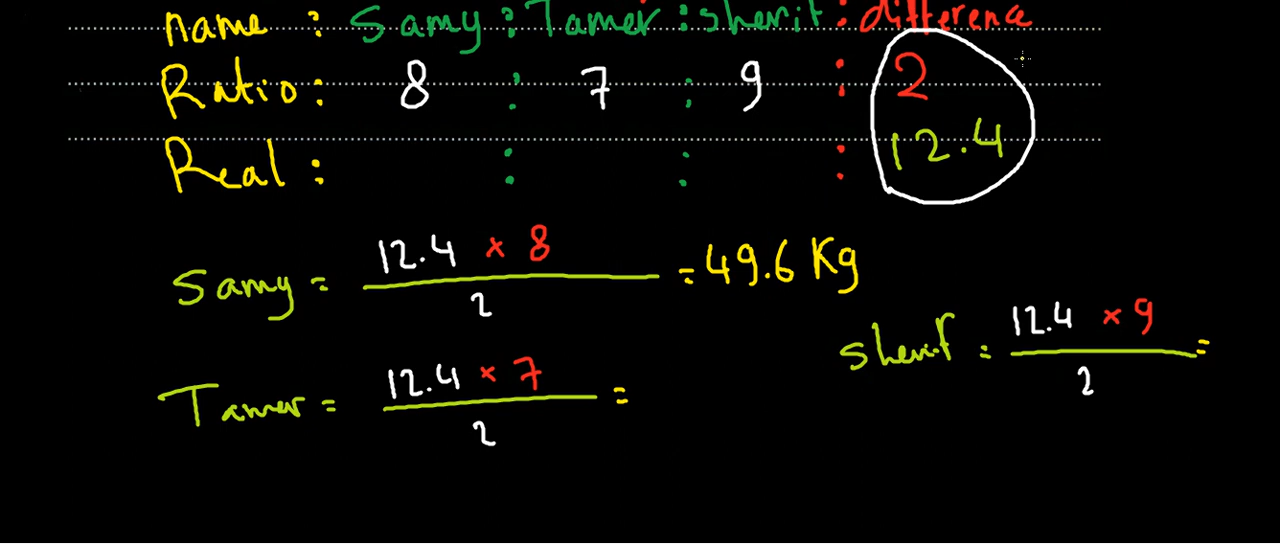 name : Samy : Tamer : sherif : difference
Ratio : 8 : 7 : 9 : 2
Real : : : : 12.4
Samy = 12.4 × 8 / 2 = 49.6 Kg
sherif = 12.4 × 9 / 2 =
Tamer = 12.4 × 7 / 2 =